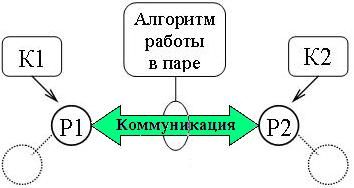 Алгоритм
работы
в паре
К1
К2
Р1
Коммуникация
Р2